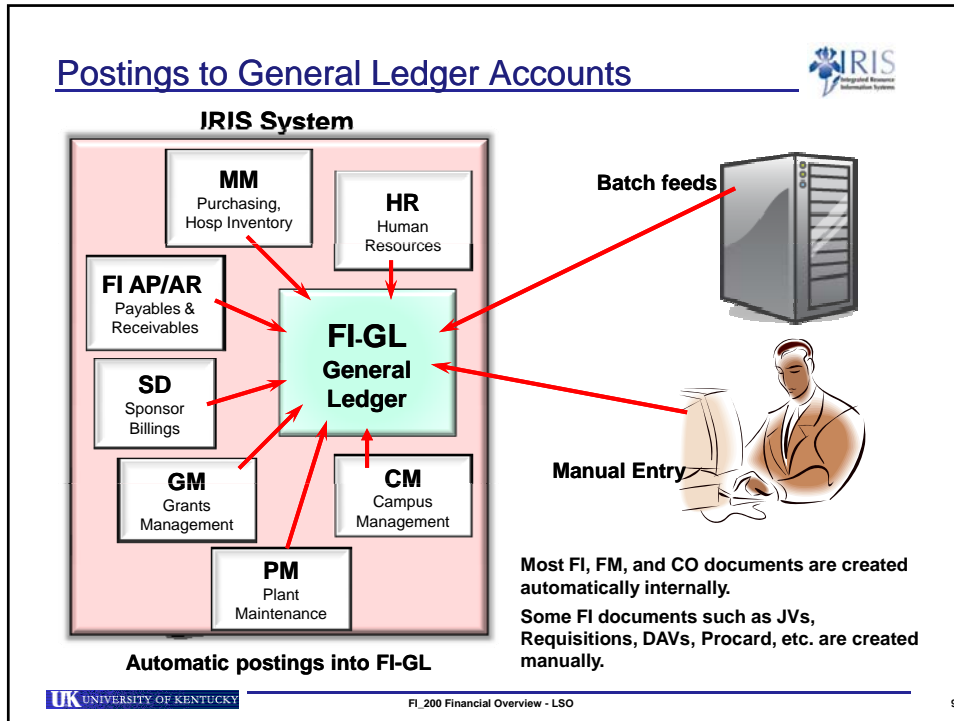 Postings to General Ledger Accounts
IRIS
Integrated Resource
Information Systems
IRIS System
MM
Purchasing,
Hosp Inventory
HR
Human
Resources
Batch feeds
FI AP/AR
Payables &
Receivables
FI-GL
General
Ledger
SD
Sponsor
Billings
GM
Grants
Management
CM
Campus
Management
Manual Entry
PM
Plant
Maintenance
Most FI, FM, and CO documents are created
automatically internally.
Some FI documents such as JVs,
Requisitions, DAVs, Procard, etc. are created
manually.
Automatic postings into FI-GL
UK UNIVERSITY OF KENTUCKY
FI_200 Financial Overview - LSO
9